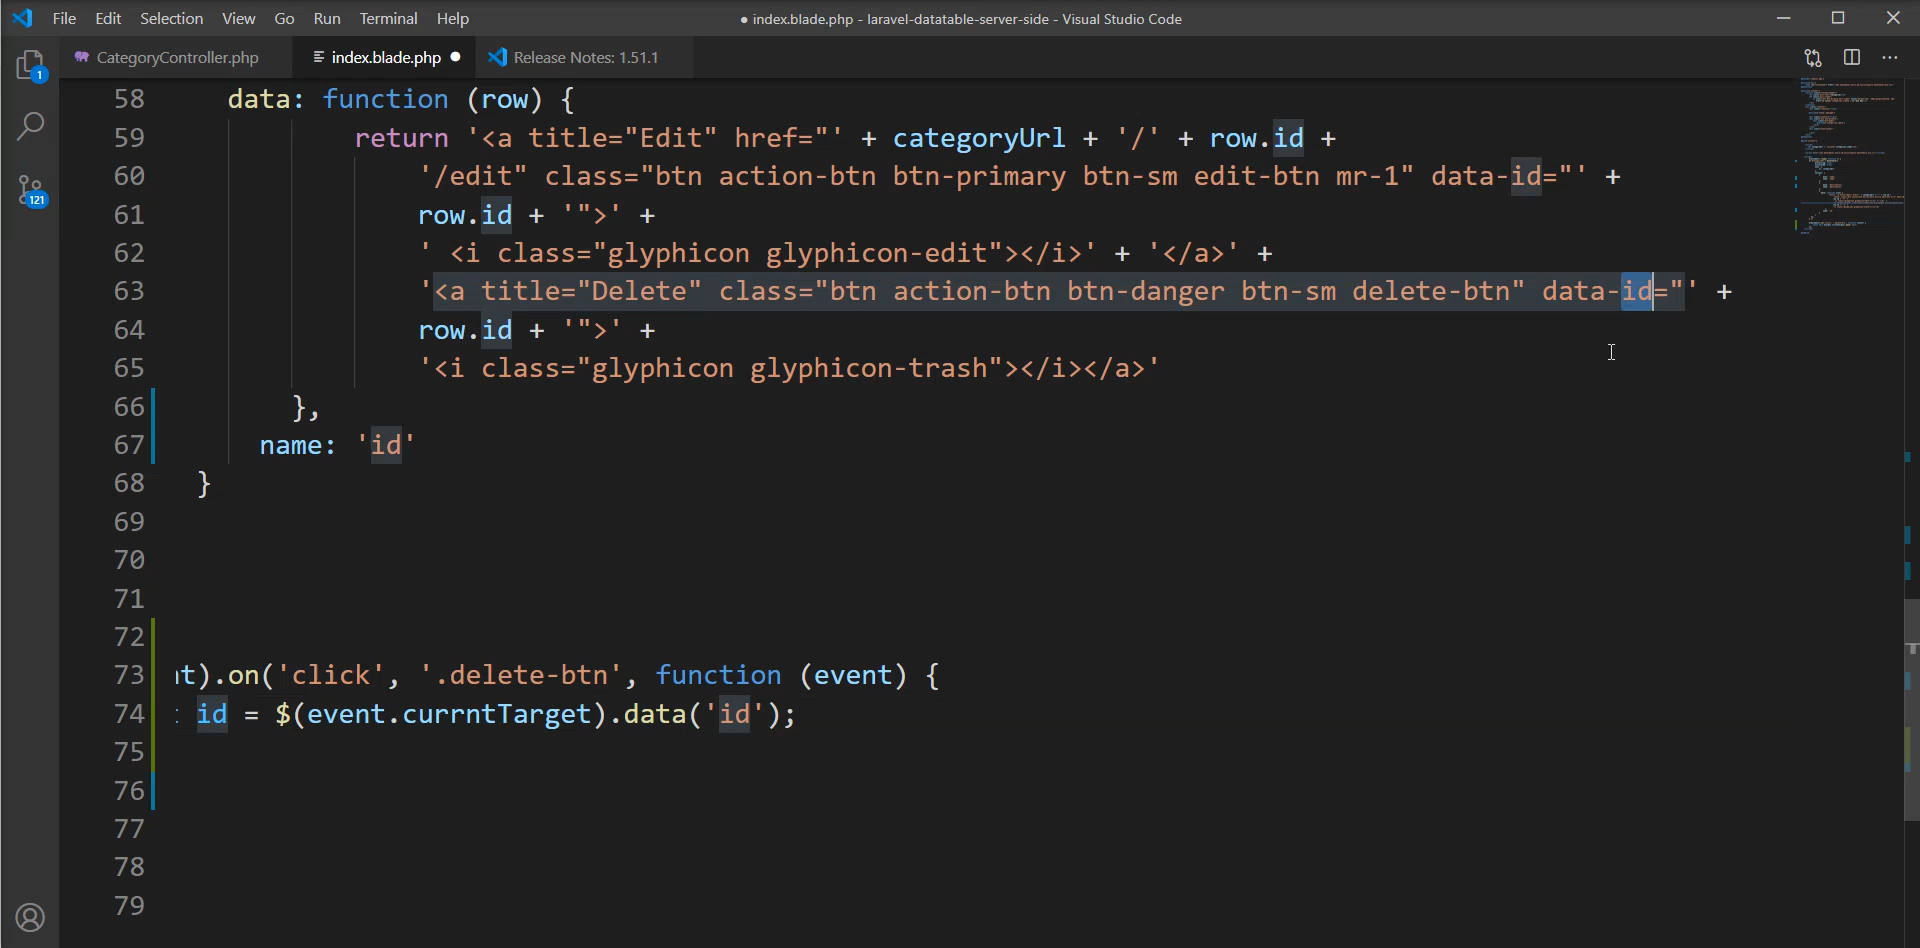 File Edit Selection View Go Run Terminal Help
● index.blade.php - laravel-datatable-server-side - Visual Studio Code
CategoryController.php
index.blade.php
Release Notes: 1.51.1
1
121
58 data: function (row) {
59 return '<a title="Edit" href="' + categoryUrl + '/' + row.id +
60 '/edit" class="btn action-btn btn-primary btn-sm edit-btn mr-1" data-id="' +
61 row.id + '">' +
62 ' <i class="glyphicon glyphicon-edit"></i>' + '</a>' +
63 '<a title="Delete" class="btn action-btn btn-danger btn-sm delete-btn" data-id="' +
64 row.id + '">' +
65 '<i class="glyphicon glyphicon-trash"></i></a>'
66 },
67 name: 'id'
68 }
69
70
71
72
73 nt).on('click', '.delete-btn', function (event) {
74 id = $(event.currntTarget).data('id');
75
76
77
78
79